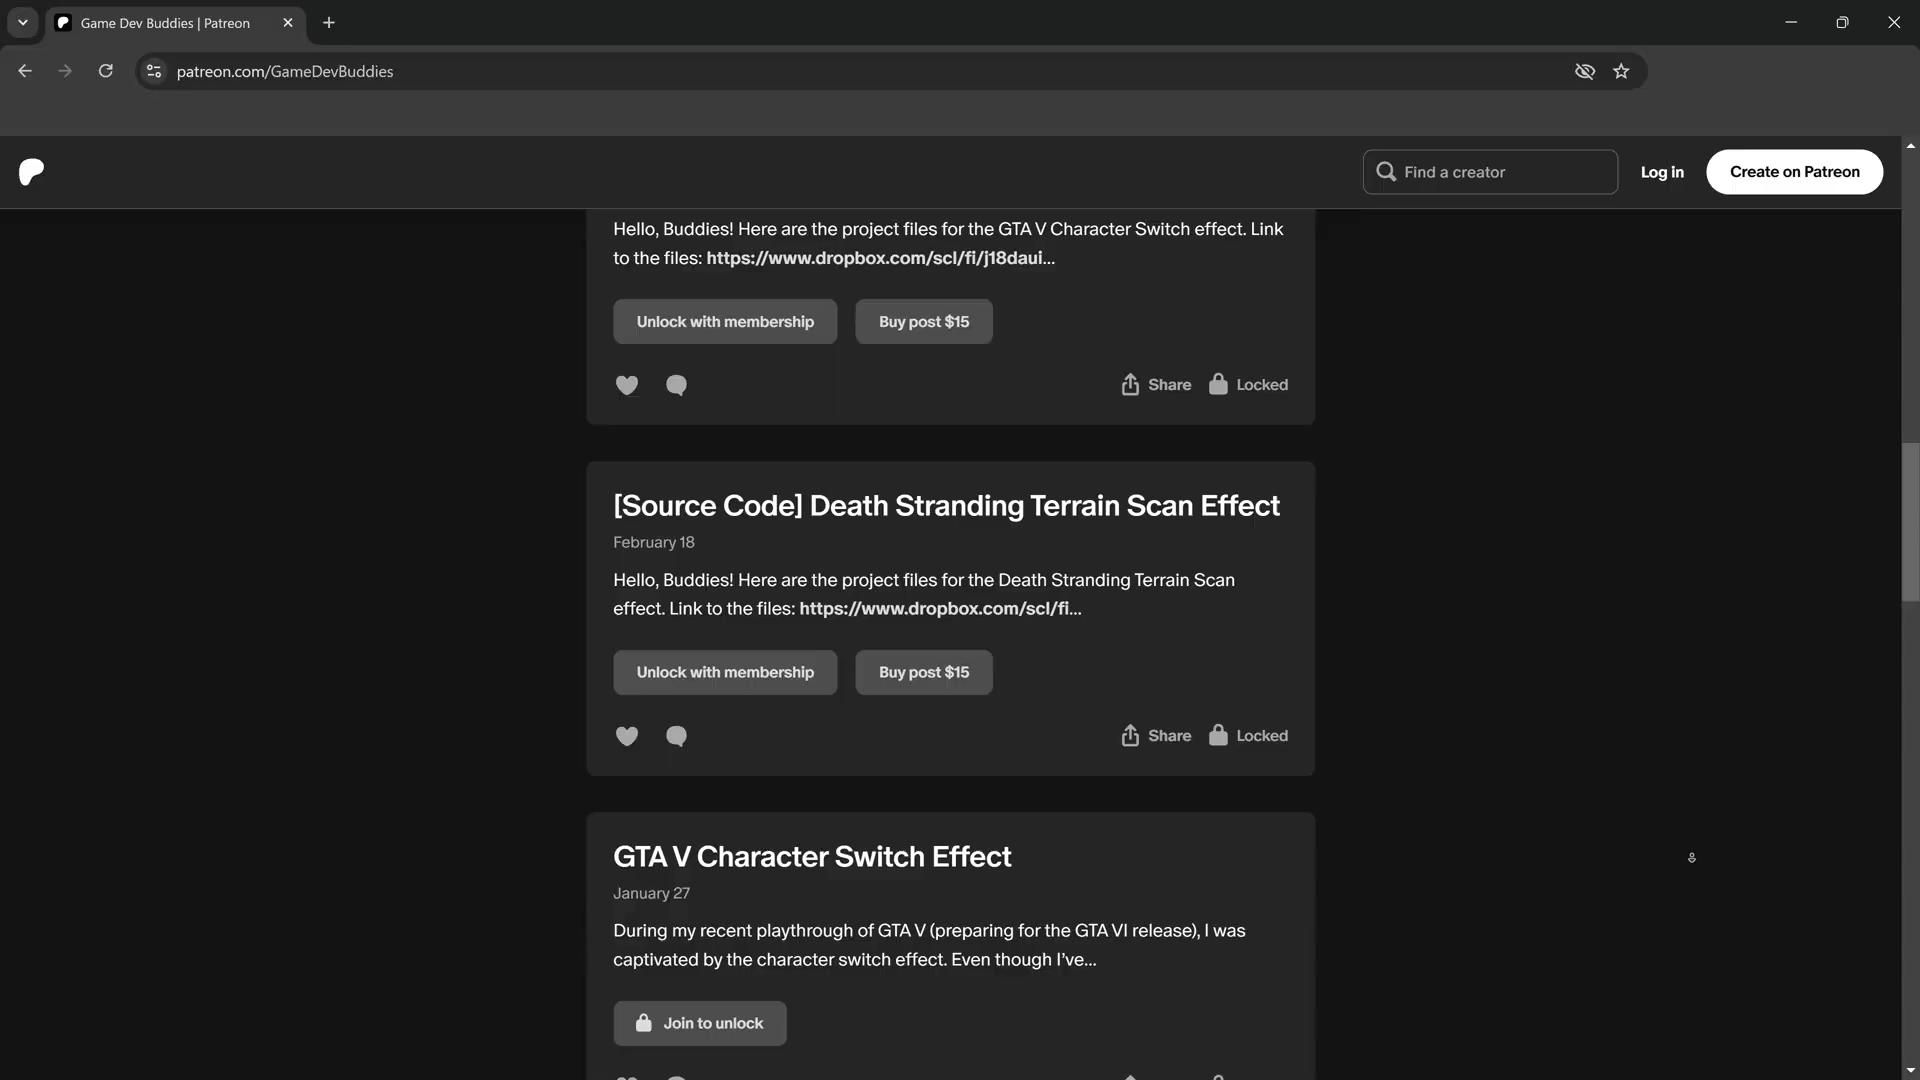 Game Dev Buddies | Patreon
patreon.com/GameDevBuddies
Find a creator
Log in
Create on Patreon
Hello, Buddies! Here are the project files for the GTA V Character Switch effect. Link
to the files: https://www.dropbox.com/scl/fi/j18daui...
Unlock with membership
Buy post $15
Share
Locked
[Source Code] Death Stranding Terrain Scan Effect
February 18
Hello, Buddies! Here are the project files for the Death Stranding Terrain Scan
effect. Link to the files: https://www.dropbox.com/scl/fi...
Unlock with membership
Buy post $15
Share
Locked
GTA V Character Switch Effect
January 27
During my recent playthrough of GTA V (preparing for the GTA VI release), I was
captivated by the character switch effect. Even though I've...
Join to unlock